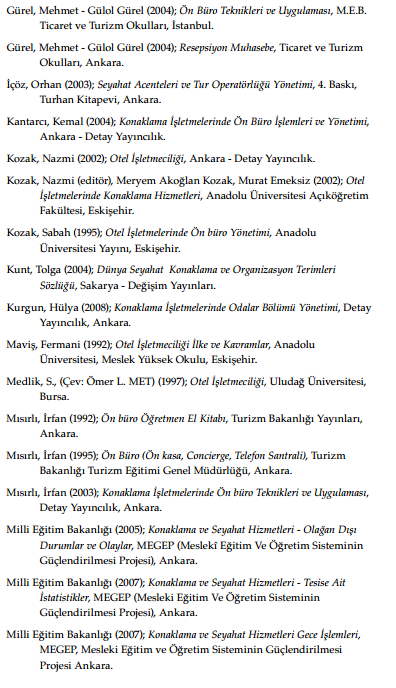 Gürel, Mehmet - Gülol Gürel (2004); Ön Büro Teknikleri ve Uygulaması, M.E.B.
Ticaret ve Turizm Okulları, İstanbul.
Gürel, Mehmet - Gülol Gürel (2004); Resepsiyon Muhasebe, Ticaret ve Turizm
Okulları, Ankara.
İçöz, Orhan (2003); Seyahat Acenteleri ve Tur Operatörlüğü Yönetimi, 4. Baskı,
Turhan Kitapevi, Ankara.
Kantarcı, Kemal (2004); Konaklama İşletmelerinde Ön Büro İşlemleri ve Yönetimi,
Ankara - Detay Yayıncılık.
Kozak, Nazmi (2002); Otel İşletmeciliği, Ankara - Detay Yayıncılık.
Kozak, Nazmi (editör), Meryem Akoğlan Kozak, Murat Emeksiz (2002); Otel
İşletmelerinde Konaklama Hizmetleri, Anadolu Üniversitesi Açıköğretim
Fakültesi, Eskişehir.
Kozak, Sabah (1995); Otel İşletmelerinde Ön büro Yönetimi, Anadolu
Üniversitesi Yayını, Eskişehir.
Kunt, Tolga (2004); Dünya Seyahat Konaklama ve Organizasyon Terimleri
Sözlüğü, Sakarya - Değişim Yayınları.
Kurgun, Hülya (2008); Konaklama İşletmelerinde Odalar Bölümü Yönetimi, Detay
Yayıncılık, Ankara.
Maviş, Fermani (1992); Otel İşletmeciliği İlke ve Kavramlar, Anadolu
Üniversitesi, Meslek Yüksek Okulu, Eskişehir.
Medlik, S., (Çev: Ömer L. MET) (1997); Otel İşletmeciliği, Uludağ Üniversitesi,
Bursa.
Mısırlı, İrfan (1992); Ön büro Öğretmen El Kitabı, Turizm Bakanlığı Yayınları,
Ankara.
Mısırlı, İrfan (1995); Ön Büro (Ön kasa, Concierge, Telefon Santrali), Turizm
Bakanlığı Turizm Eğitimi Genel Müdürlüğü, Ankara.
Mısırlı, İrfan (2003); Konaklama İşletmelerinde Ön büro Teknikleri ve Uygulaması,
Detay Yayıncılık, Ankara.
Milli Eğitim Bakanlığı (2005); Konaklama ve Seyahat Hizmetleri - Olağan Dışı
Durumlar ve Olaylar, MEGEP (Meslekî Eğitim Ve Öğretim Sisteminin
Güçlendirilmesi Projesi), Ankara.
Milli Eğitim Bakanlığı (2007); Konaklama ve Seyahat Hizmetleri - Tesise Ait
İstatistikler, MEGEP (Mesleki Eğitim Ve Öğretim Sisteminin
Güçlendirilmesi Projesi), Ankara.
Milli Eğitim Bakanlığı (2007); Konaklama ve Seyahat Hizmetleri Gece İşlemleri,
MEGEP, Mesleki Eğitim ve Öğretim Sisteminin Güçlendirilmesi
Projesi Ankara.